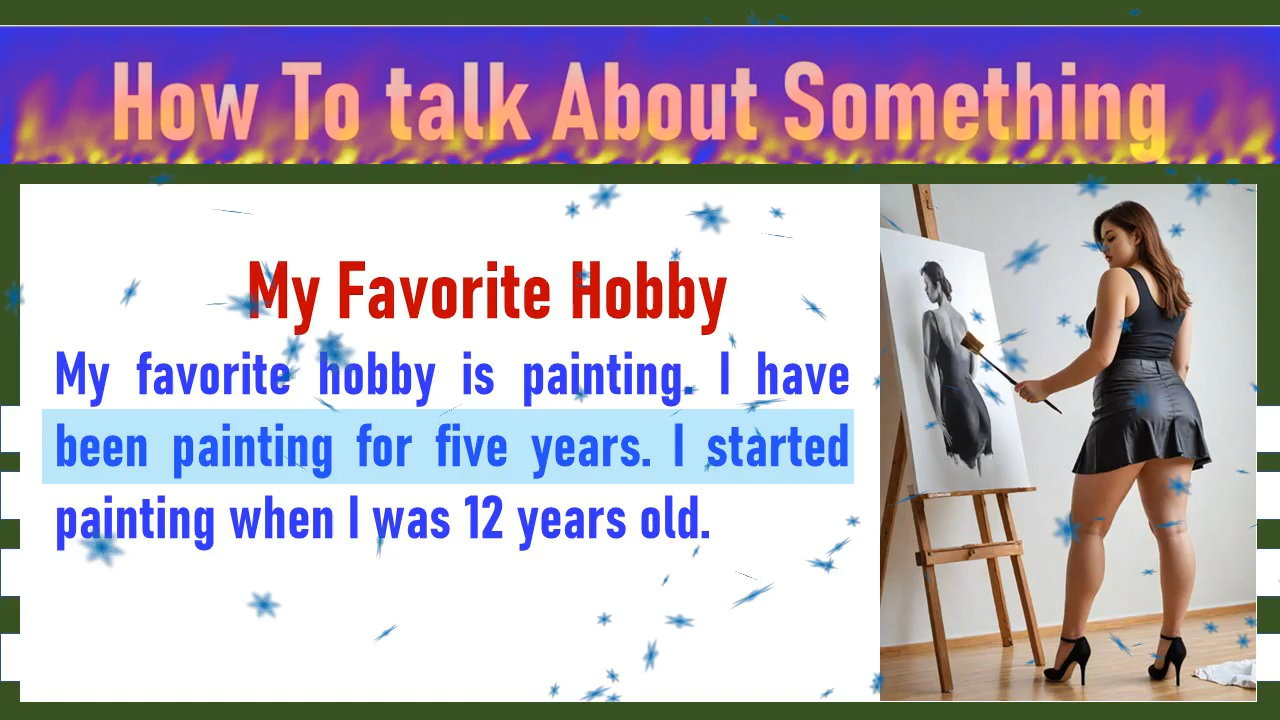 How To talk About Something
My Favorite Hobby
My favorite hobby is painting. I have
been painting for five years. I started
painting when I was 12 years old.